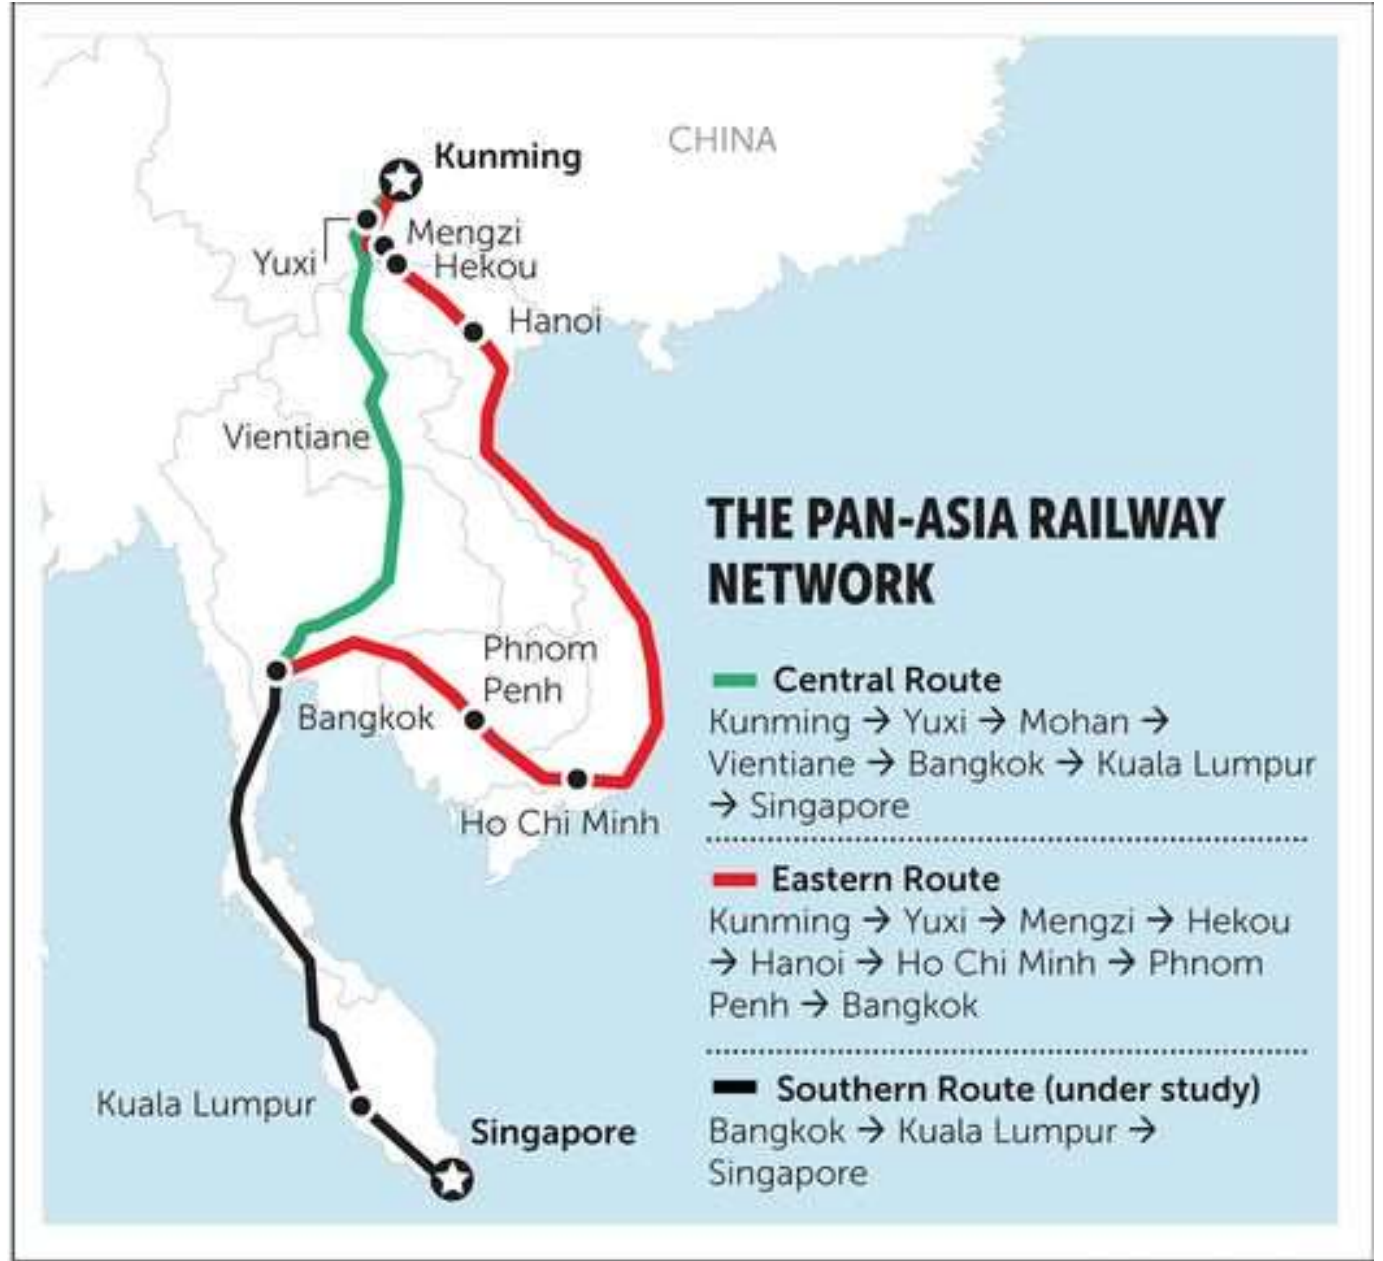 CHINA
Kunming
Mengzi
Yuxi
Hekou
Hanoi
Vientiane
THE PAN-ASIA RAILWAY
NETWORK
Phnom
Penh
Bangkok
Ho Chi Minh
Central Route
Kunming → Yuxi → Mohan →
Vientiane → Bangkok → Kuala Lumpur
→ Singapore
Eastern Route
Kunming → Yuxi → Mengzi → Hekou
→ Hanoi → Ho Chi Minh → Phnom
Penh → Bangkok
Southern Route (under study)
Bangkok → Kuala Lumpur →
Singapore
Kuala Lumpur
Singapore